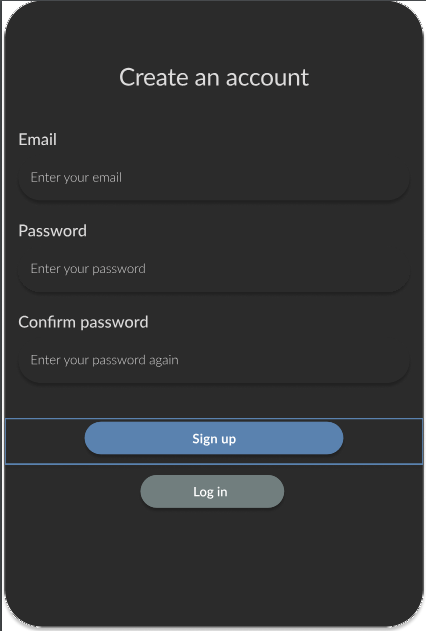 Create an account
Email
Enter your email
Password
Enter your password
Confirm password
Enter your password again
Sign up
Log in